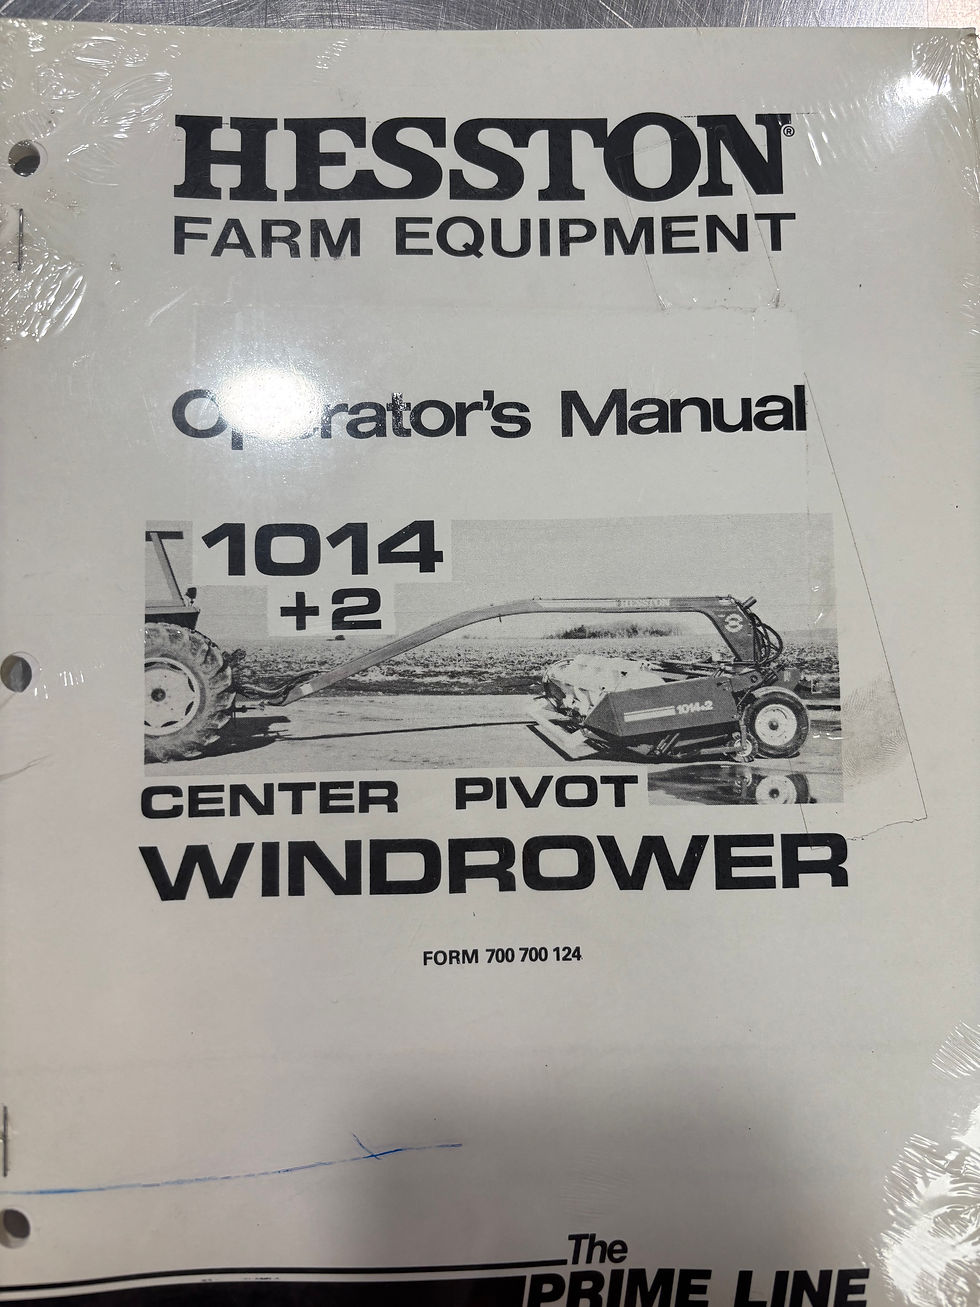 HESSTON®
FARM EQUIPMENT
Operator's Manual
1014
+2
HESSTON
1014+2
CENTER PIVOT
WINDROWER
FORM 700 700 124
The
PRIME LINE